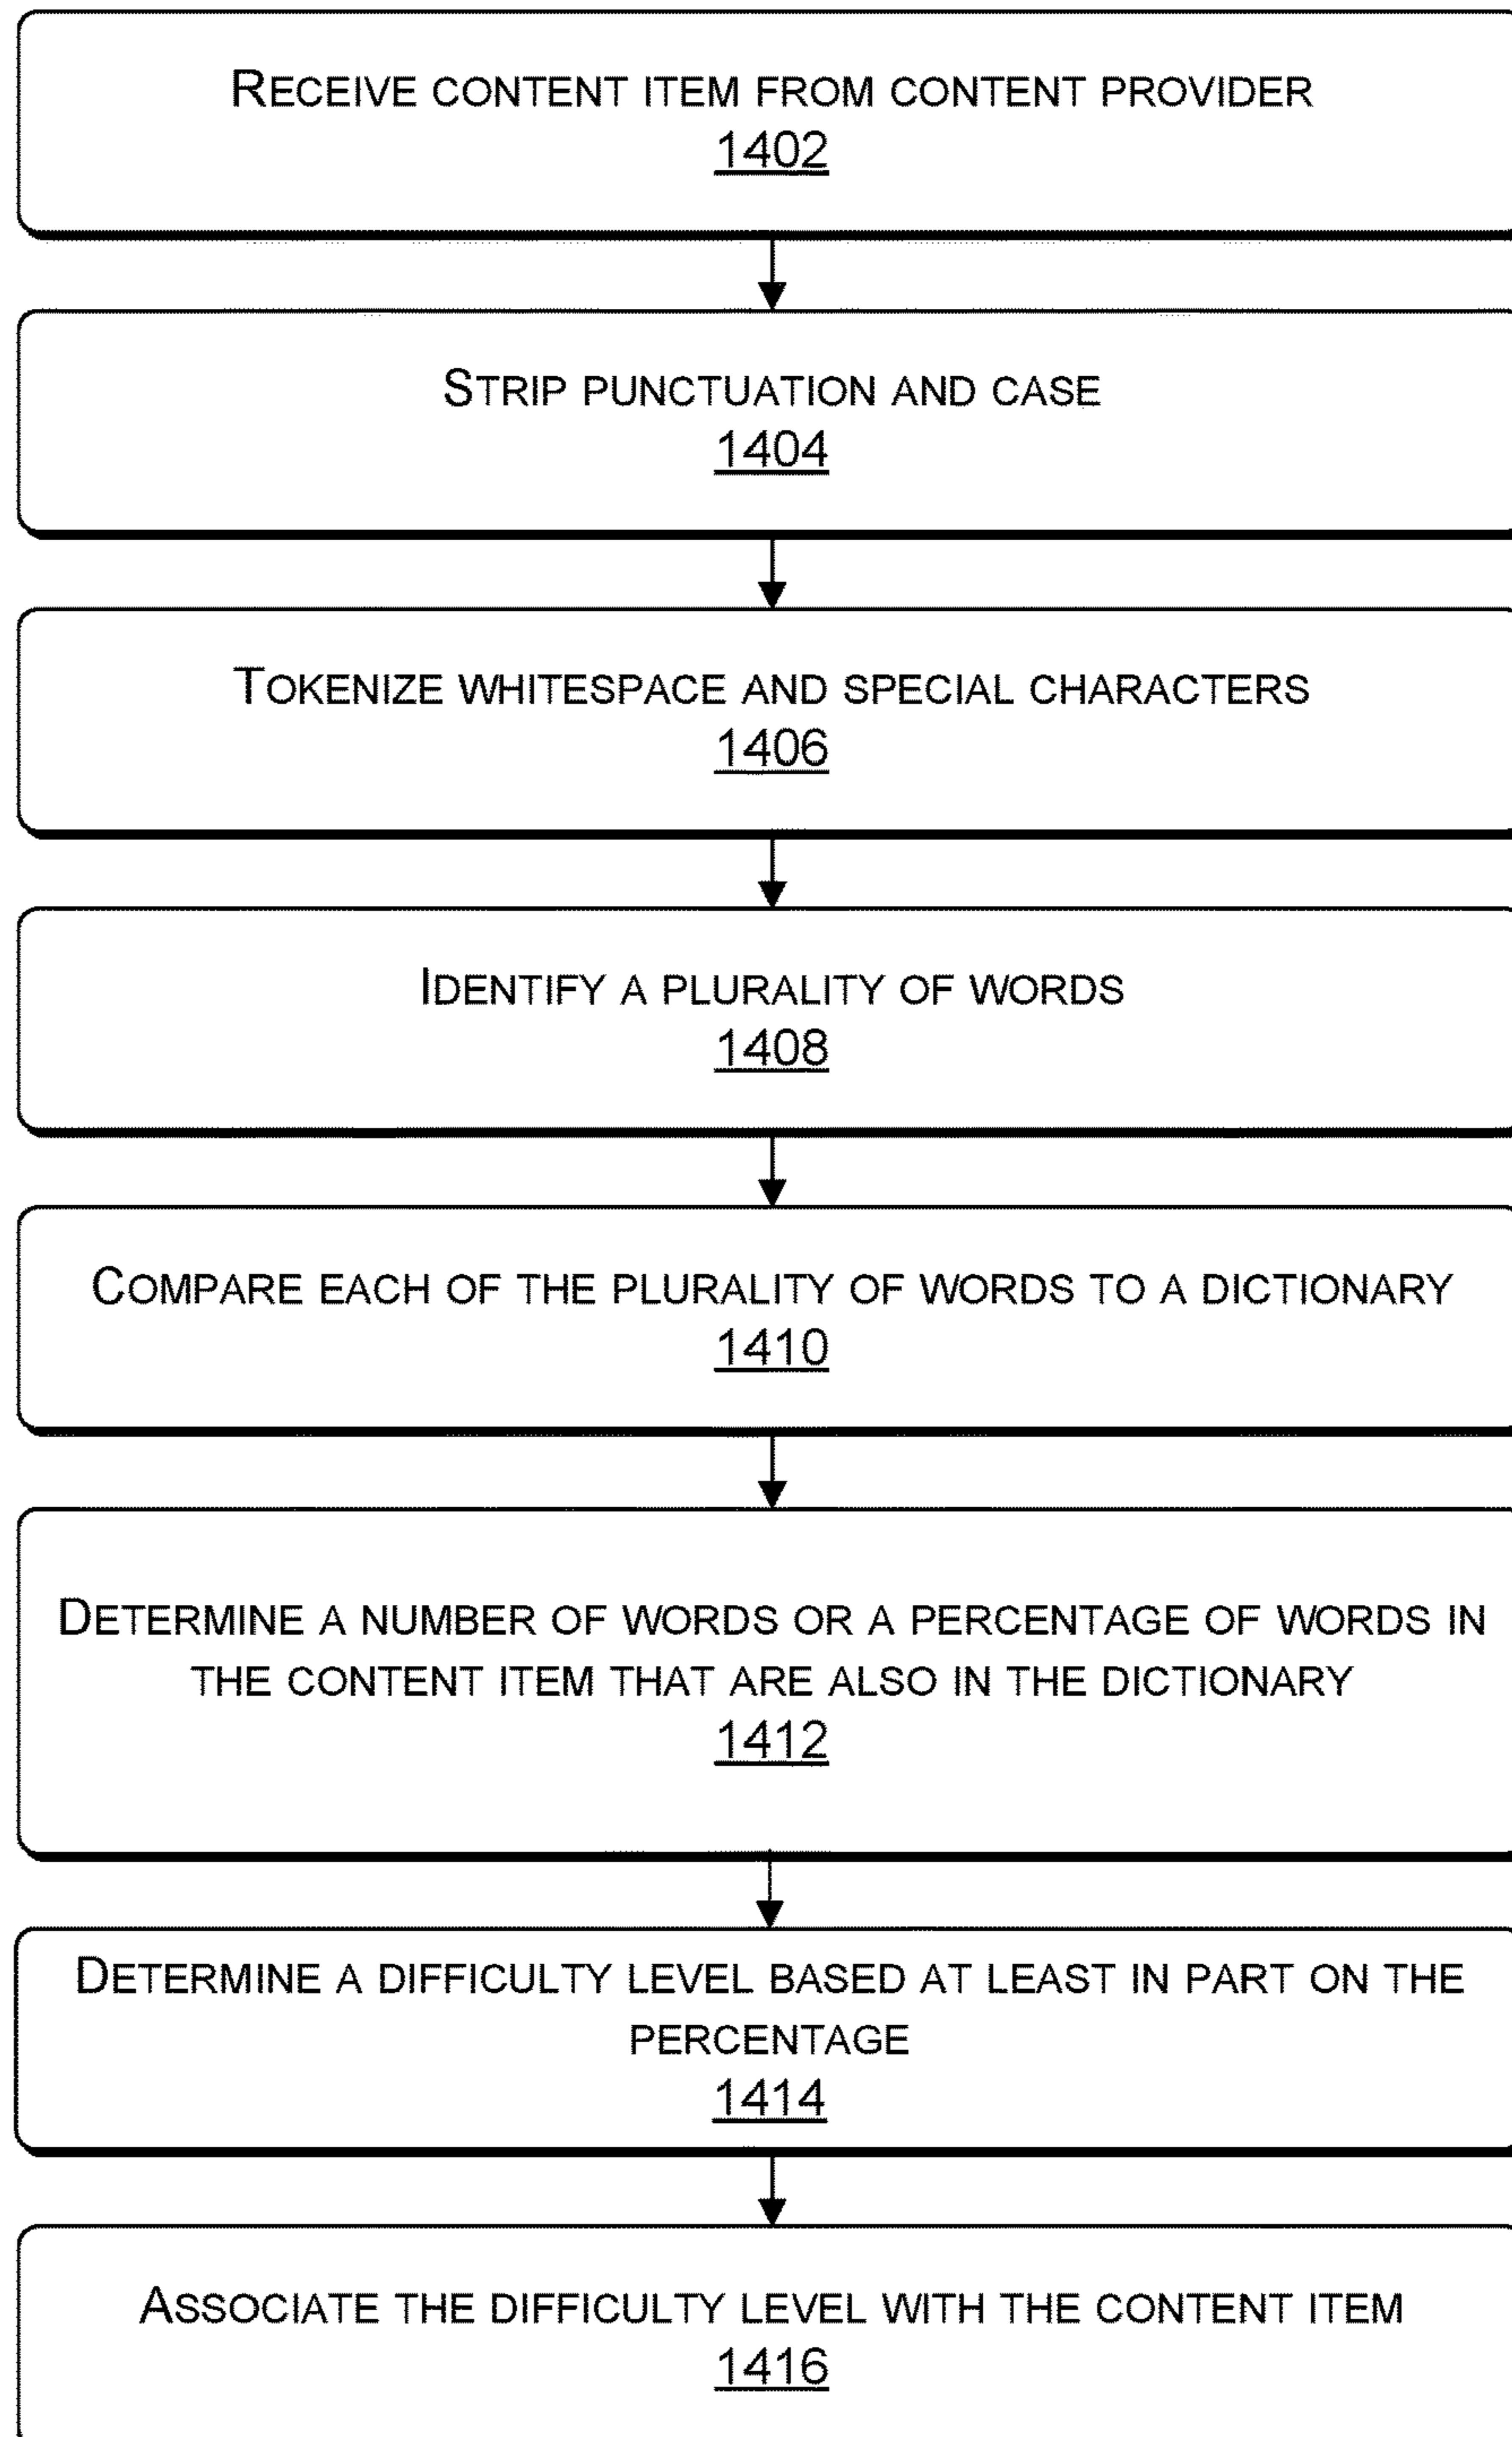 RECEIVE CONTENT ITEM FROM CONTENT PROVIDER
1402
STRIP PUNCTUATION AND CASE
1404
TOKENIZE WHITESPACE AND SPECIAL CHARACTERS
1406
IDENTIFY A PLURALITY OF WORDS
1408
COMPARE EACH OF THE PLURALITY OF WORDS TO A DICTIONARY
1410
DETERMINE A NUMBER OF WORDS OR A PERCENTAGE OF WORDS IN
THE CONTENT ITEM THAT ARE ALSO IN THE DICTIONARY
1412
DETERMINE A DIFFICULTY LEVEL BASED AT LEAST IN PART ON THE
PERCENTAGE
1414
ASSOCIATE THE DIFFICULTY LEVEL WITH THE CONTENT ITEM
1416